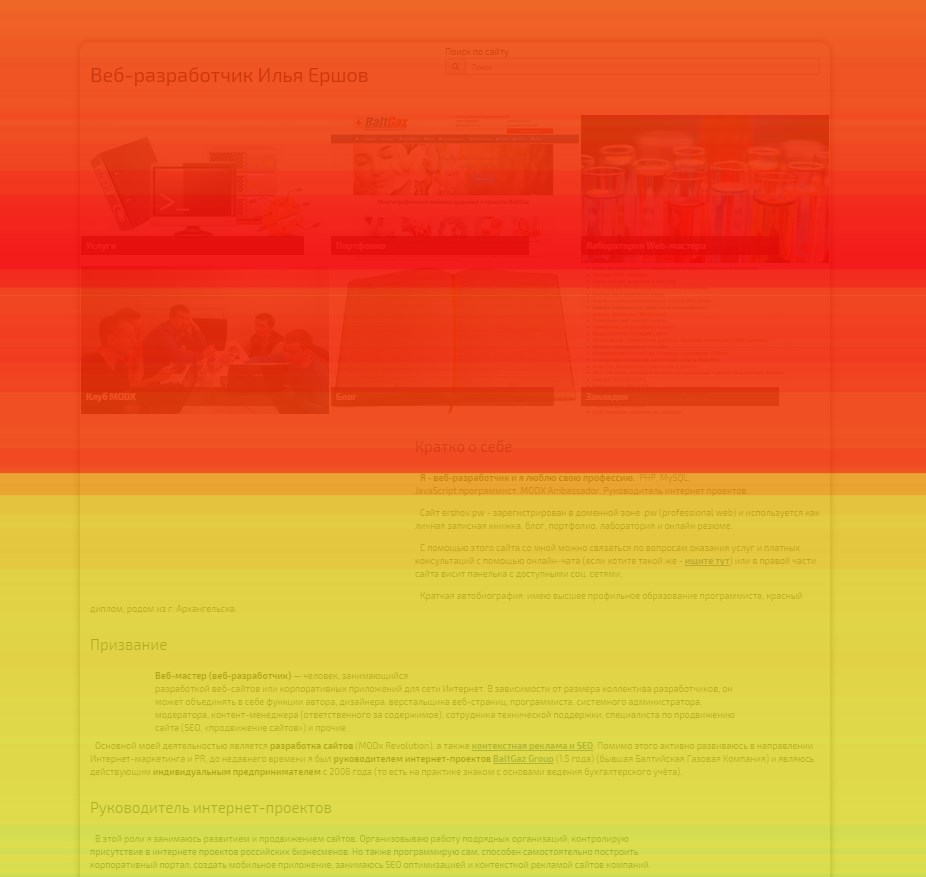 Поиск по сайту
Поиск
Веб-разработчик Илья Ершов
BaltGaz
Услуги
Портфолио
Лаборатория Web-мастера
Клуб MODX
Блог
Закладки
Кратко о себе
Я - веб-разработчик и я люблю свою профессию. PHP, MySQL,
JavaScript программист. MODX Ambassador. Руководитель интернет проектов.
Сайт ershov.pw - зарегистрирован в доменной зоне .pw (professional web) и используется как
личная записная книжка, блог, портфолио, лаборатория и онлайн резюме.
С помощью этого сайта со мной можно связаться по вопросам оказания услуг и платных
консультаций с помощью онлайн-чата (если хотите такой же - ищите тут) или в правой части
сайта висит панелька с доступными соц. сетями.
Краткая автобиография: имею высшее профильное образование программиста, красный
диплом, родом из г. Архангельска.
Призвание
Веб-мастер (веб-разработчик) — человек, занимающийся
разработкой веб-сайтов или корпоративных приложений для сети Интернет. В зависимости от размера коллектива разработчиков, он
может объединять в себе функции автора, дизайнера, верстальщика веб-страниц, программиста, системного администратора,
модератора, контент-менеджера (ответственного за содержимое), сотрудника технической поддержки, специалиста по продвижению
сайта (SEO, «продвижение сайтов») и прочие.
Основной моей деятельностью является разработка сайтов (MODx Revolution), а также контекстная реклама и SEO. Помимо этого активно развиваюсь в направлении
Интернет-маркетинга и PR, до недавнего времени я был руководителем интернет-проектов BaltGaz Group (1,5 года) (бывшая Балтийская Газовая Компания) и являюсь
действующим индивидуальным предпринимателем с 2008 года (то есть на практике знаком с основами ведения бухгалтерского учёта).
Руководитель интернет-проектов
В этой роли я занимаюсь развитием и продвижением сайтов. Организовываю работу подрядных организаций, контролирую
присутствие в интернете проектов российских бизнесменов. Но также программирую сам, способен самостоятельно построить
корпоративный портал, создать мобильное приложение, занимаюсь SEO оптимизацией и контексткой рекламой сайтов компаний.